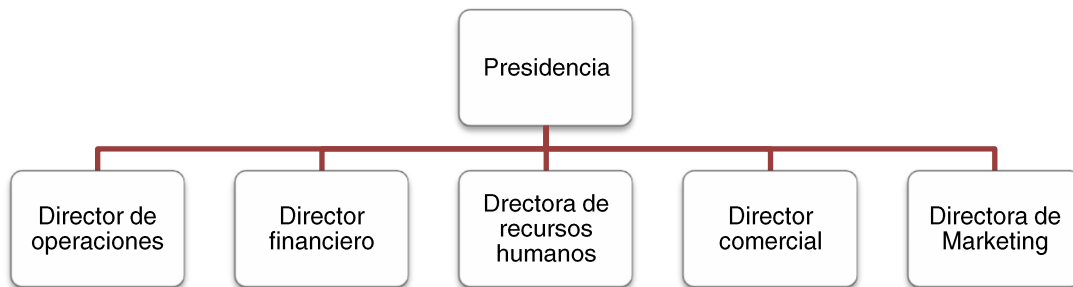 Presidencia
Director de
operaciones
Director
financiero
Drectora de
recursos
humanos
Director
comercial
Directora de
Marketing